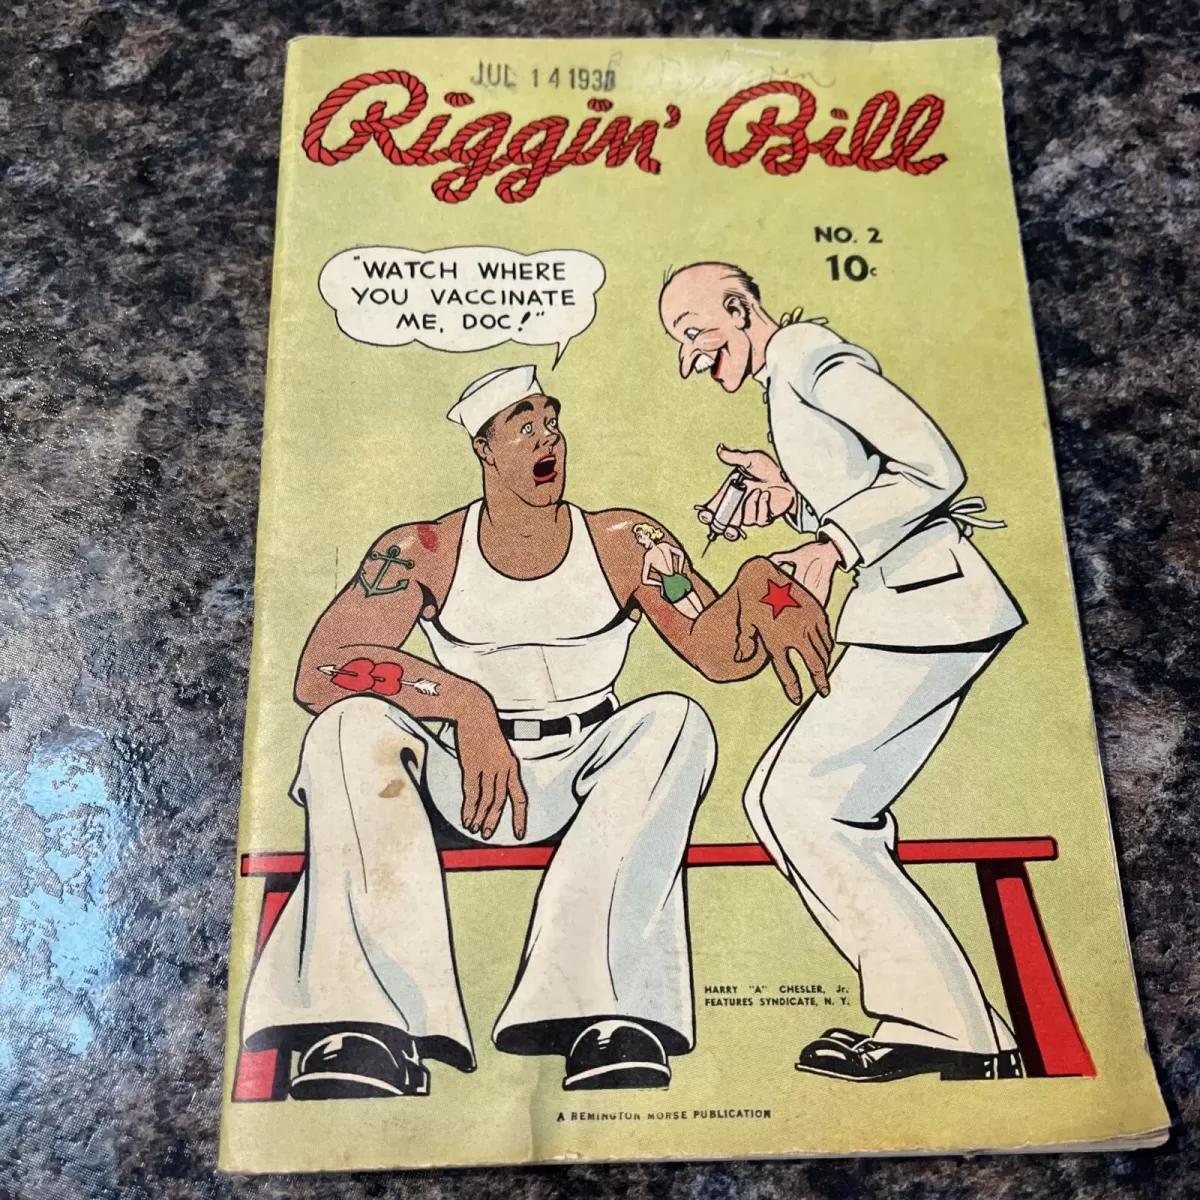 JUL 14 193
Riggin' Bill
NO. 2
10c
"WATCH WHERE
YOU VACCINATE
ME, DOC!"
HARRY "A" CHESLER, Jr.
FEATURES SYNDICATE, N. Y.
A REMINGTON MORSE PUBLICATION